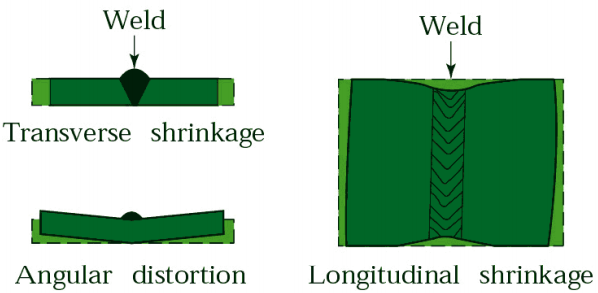 Weld
Transverse shrinkage
Angular distortion
Weld
Longitudinal shrinkage